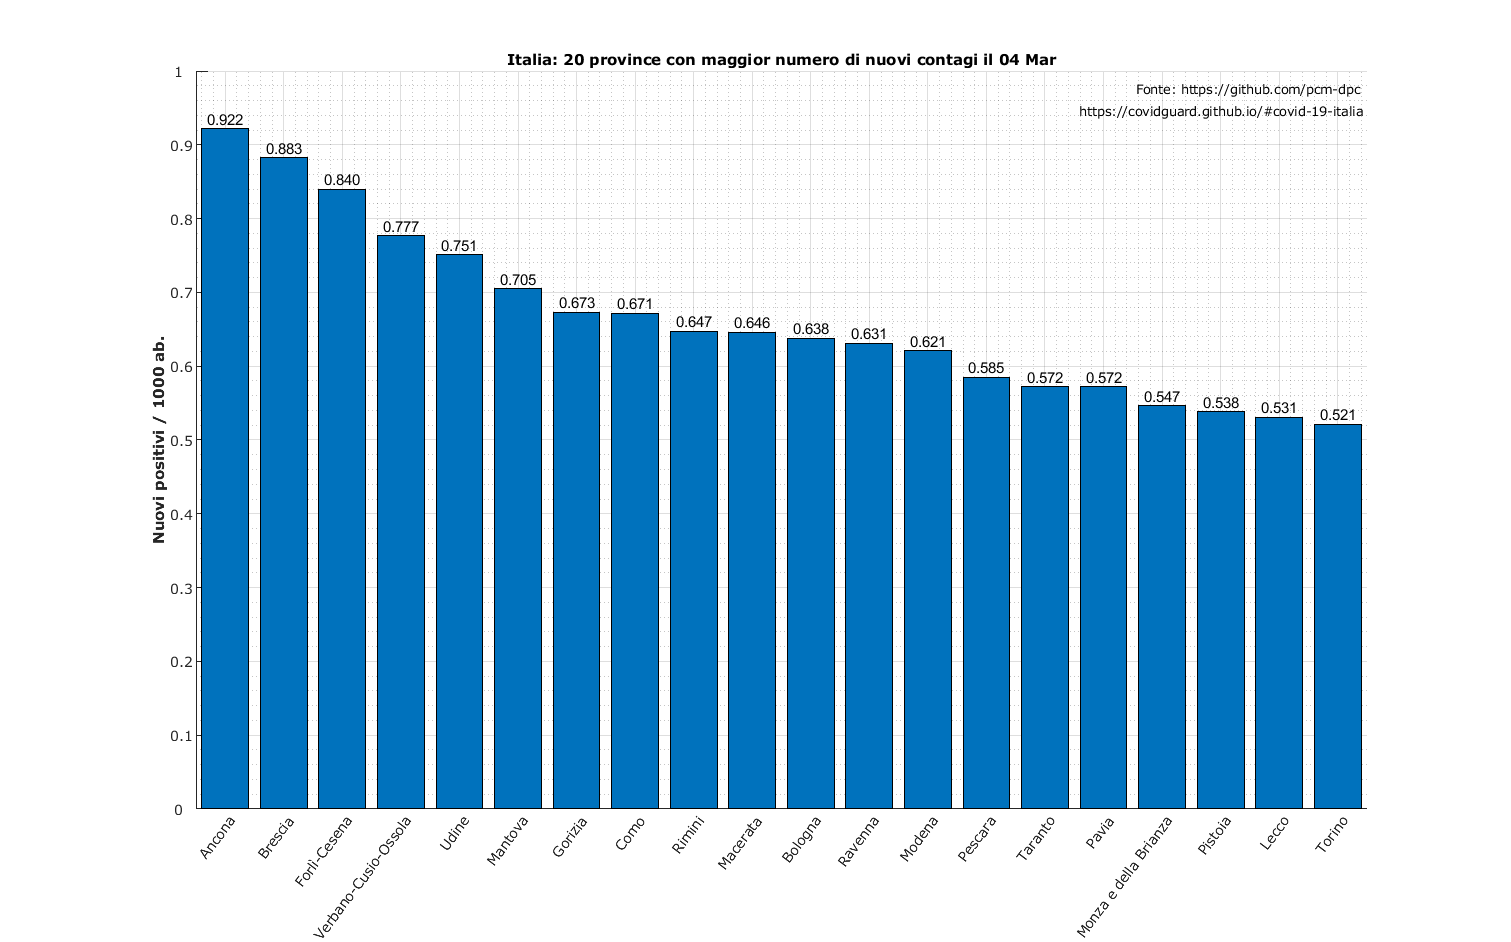 Italia: 20 province con maggior numero di nuovi contagi il 04 Mar
Fonte: https://github.com/pcm-dpc
https://covidguard.github.io/#covid-19-italia
Nuovi positivi / 1000 ab.
1
0.9
0.8
0.7
0.6
0.5
0.4
0.3
0.2
0.1
0
0.922
0.883
0.840
0.777
0.751
0.705
0.673
0.671
0.647
0.646
0.638
0.631
0.621
0.585
0.572
0.572
0.547
0.538
0.531
0.521
Ancona
Brescia
Forlì-Cesena
Verbano-Cusio-Ossola
Udine
Mantova
Gorizia
Como
Rimini
Macerata
Bologna
Ravenna
Modena
Pescara
Taranto
Pavia
Monza e della Brianza
Pistoia
Lecco
Torino